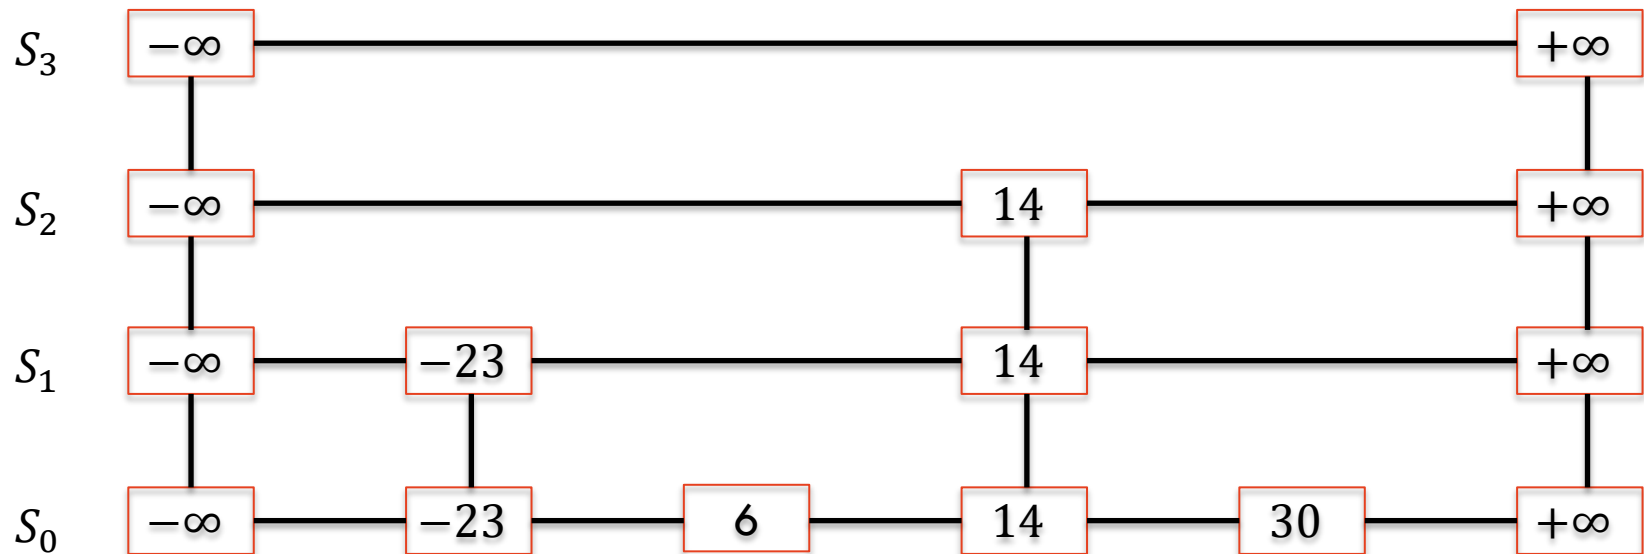 S₃ −∞ +∞
S₂ −∞ 14 +∞
S₁ −∞ −23 14 +∞
S₀ −∞ −23 6 14 30 +∞